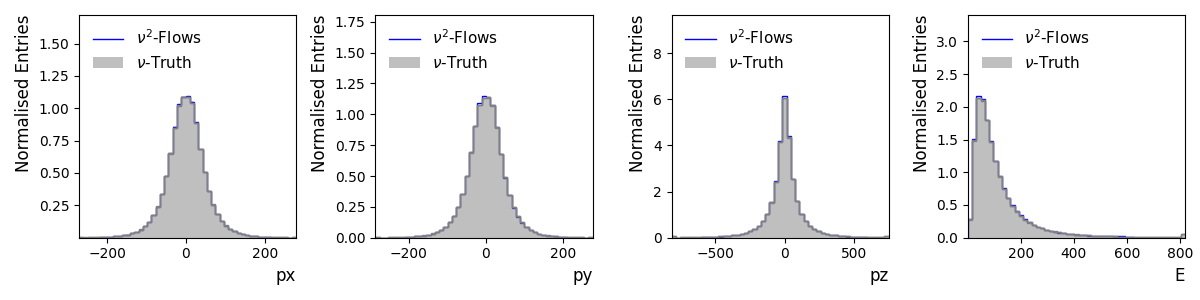 Normalised Entries
1.50
1.25
1.00
0.75
0.50
0.25
−200
0
200
px
ν²-Flows
ν-Truth
Normalised Entries
1.75
1.50
1.25
1.00
0.75
0.50
0.25
0.00
−200
0
200
py
ν²-Flows
ν-Truth
Normalised Entries
8
6
4
2
0
−500
0
500
pz
ν²-Flows
ν-Truth
Normalised Entries
3.0
2.5
2.0
1.5
1.0
0.5
0.0
200
400
600
800
E
ν²-Flows
ν-Truth